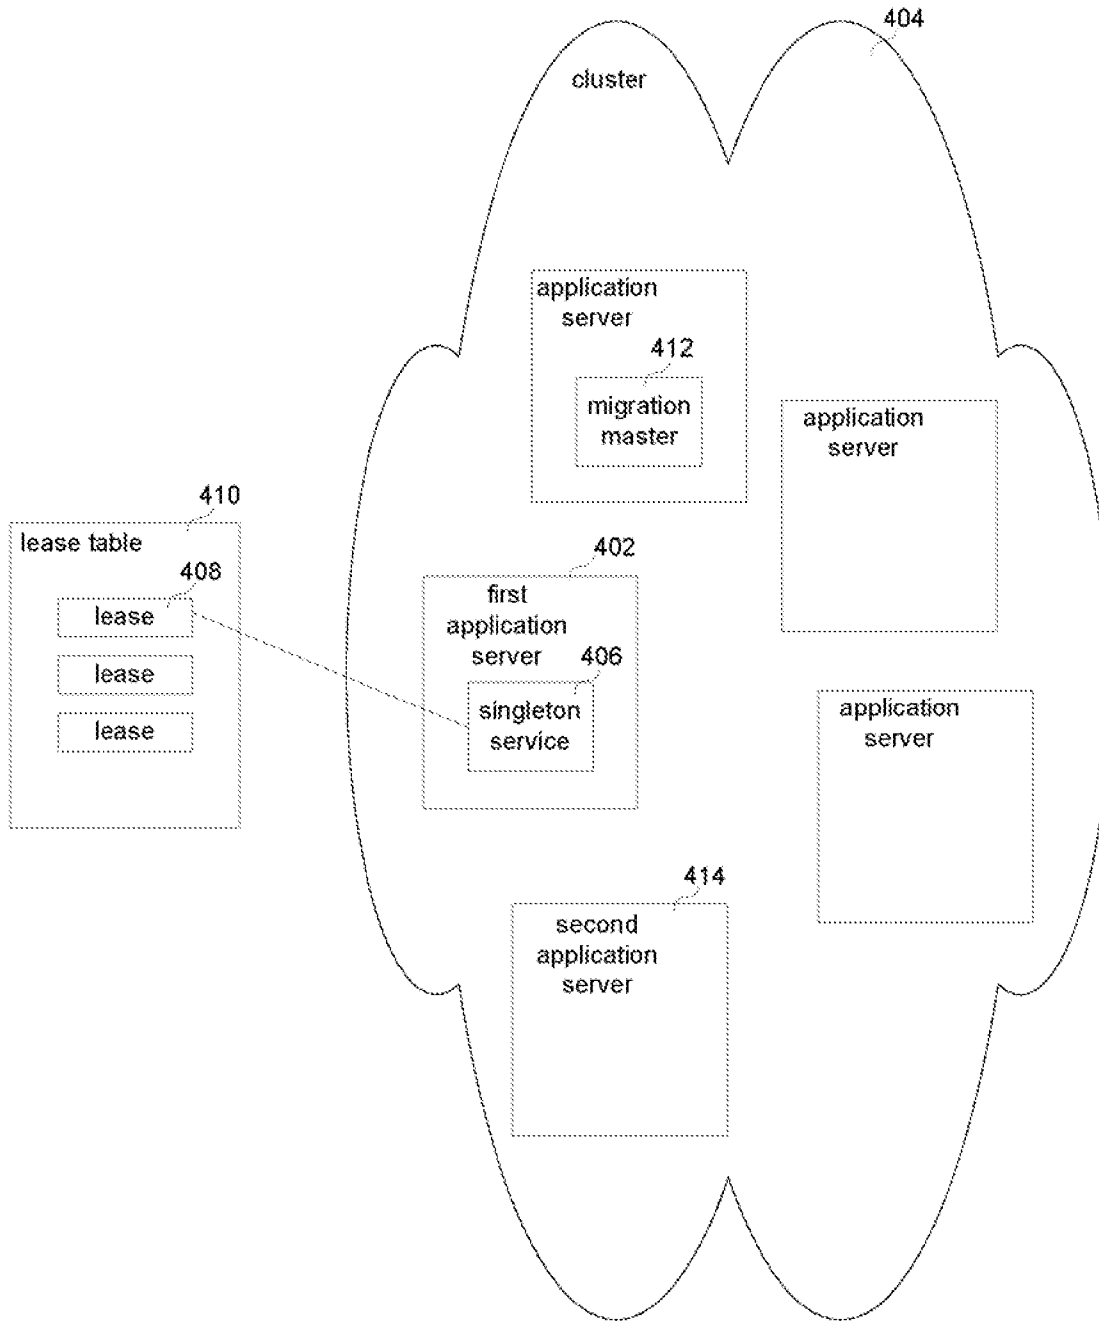 404
cluster
application
server
412
migration
master
application
server
410
lease table
408
lease
lease
lease
402
first
application
server
406
singleton
service
application
server
414
second
application
server